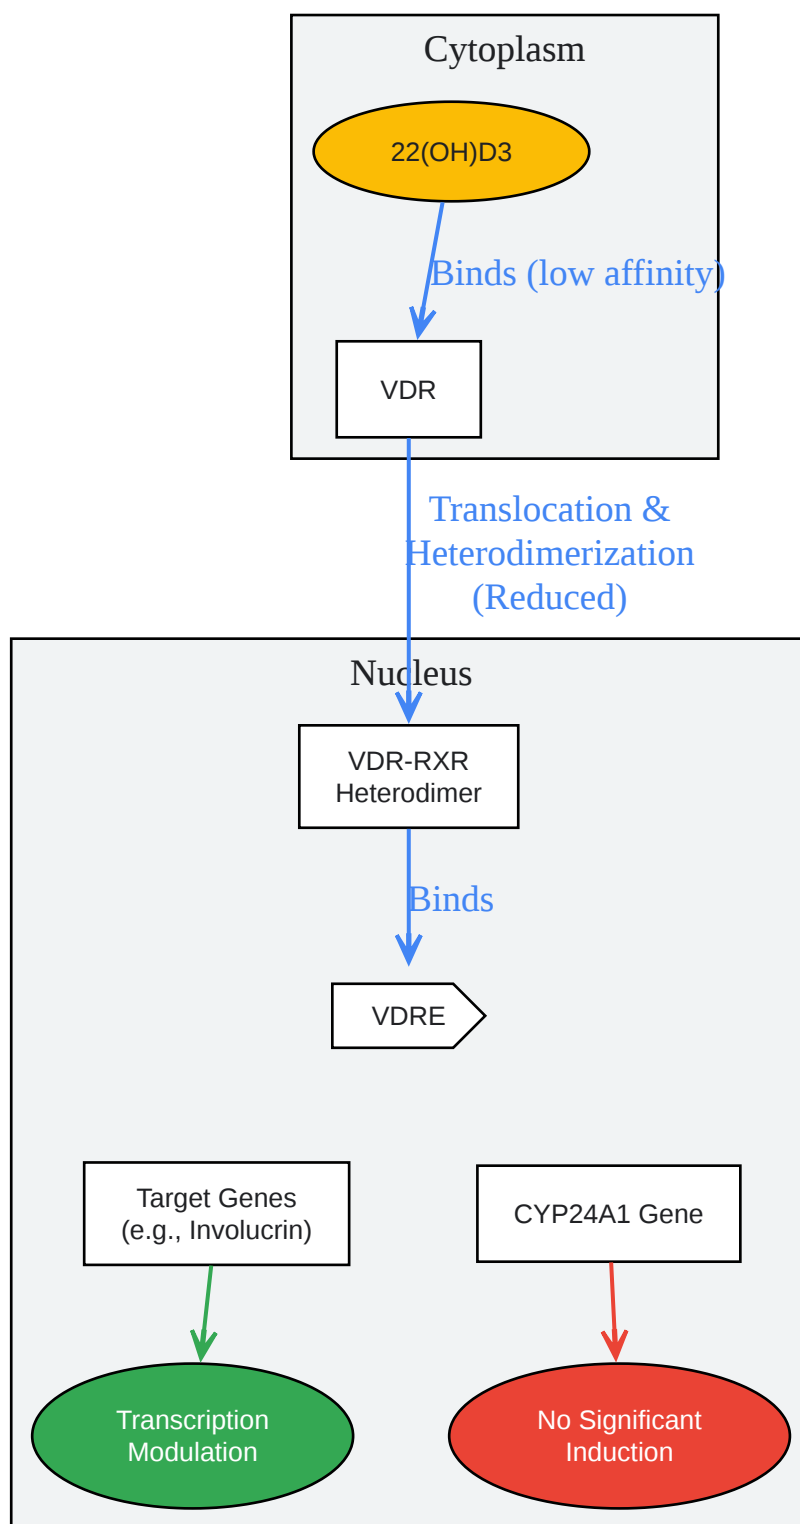 Cytoplasm
22(OH)D3
Binds (low affinity)
VDR
Translocation &
Heterodimerization
(Reduced)
Nucleus
VDR-RXR
Heterodimer
Binds
VDRE
Target Genes
(e.g., Involucrin)
CYP24A1 Gene
Transcription
Modulation
No Significant
Induction